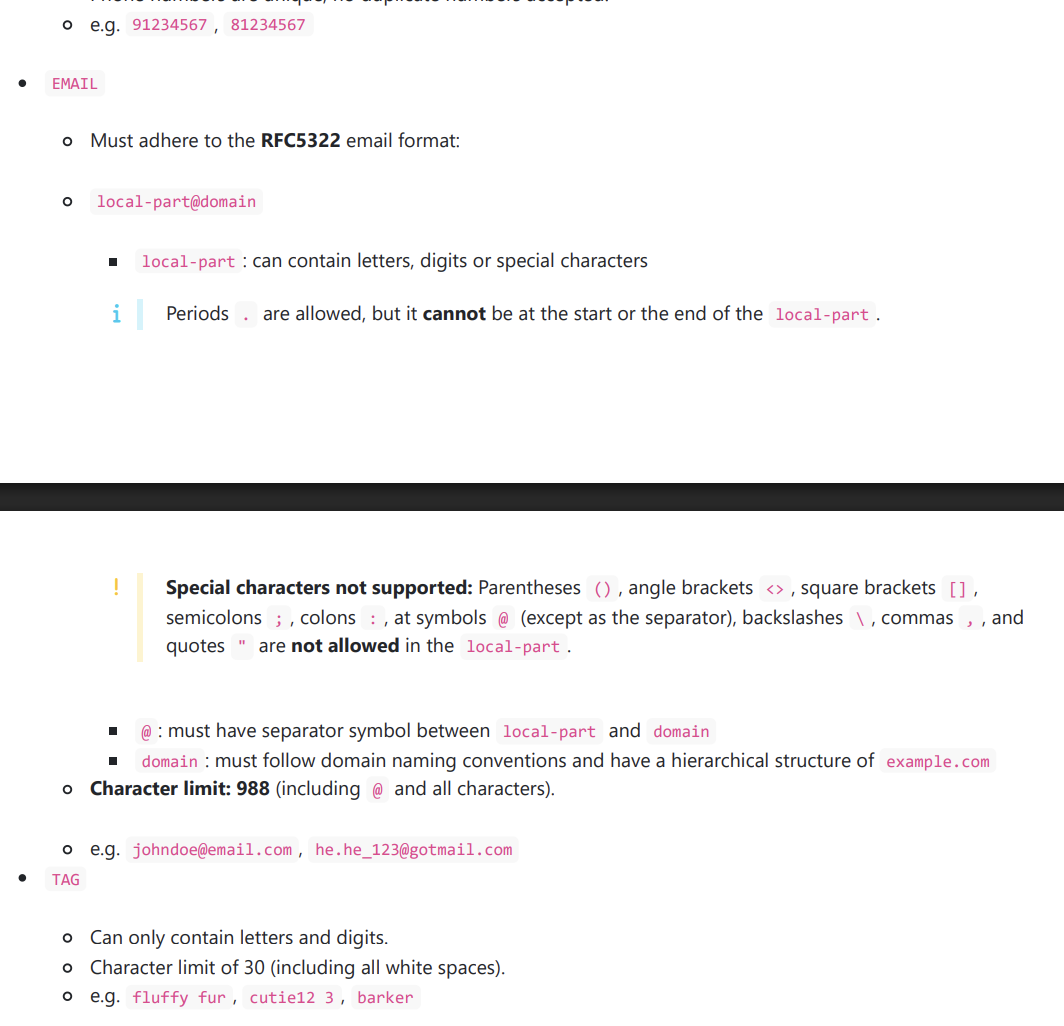 e.g. 91234567 , 81234567
EMAIL
Must adhere to the RFC5322 email format:
local-part@domain
local-part : can contain letters, digits or special characters
Periods . are allowed, but it cannot be at the start or the end of the local-part .
Special characters not supported: Parentheses () , angle brackets <> , square brackets [] ,
semicolons ; , colons : , at symbols @ (except as the separator), backslashes \ , commas , , and
quotes " are not allowed in the local-part .
@ : must have separator symbol between local-part and domain
domain : must follow domain naming conventions and have a hierarchical structure of example.com
Character limit: 988 (including @ and all characters).
e.g. johndoe@email.com , he.he_123@gotmail.com
TAG
Can only contain letters and digits.
Character limit of 30 (including all white spaces).
e.g. fluffy fur , cutie12 3 , barker